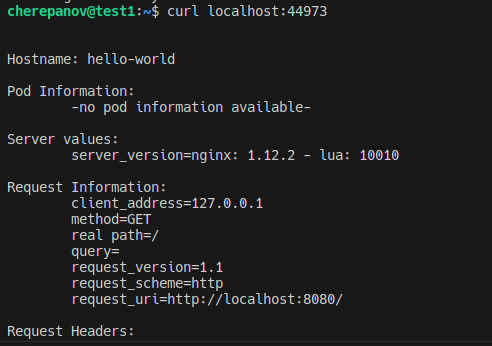 cherepanov@test1:~$ curl localhost:44973
Hostname: hello-world
Pod Information:
-no pod information available-
Server values:
server_version=nginx: 1.12.2 - lua: 10010
Request Information:
client_address=127.0.0.1
method=GET
real path=/
query=
request_version=1.1
request_scheme=http
request_uri=http://localhost:8080/
Request Headers: